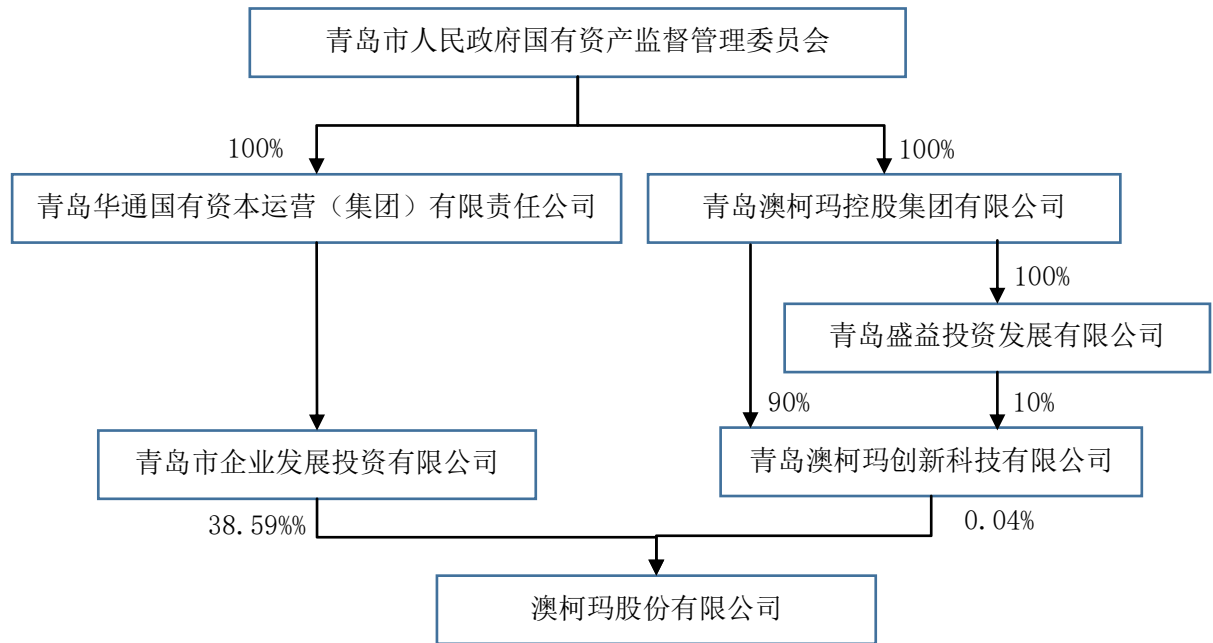 青岛市人民政府国有资产监督管理委员会
100%
100%
青岛华通国有资本运营（集团）有限责任公司
青岛澳柯玛控股集团有限公司
100%
青岛盛益投资发展有限公司
90%
10%
青岛市企业发展投资有限公司
青岛澳柯玛创新科技有限公司
38.59%%
0.04%
澳柯玛股份有限公司